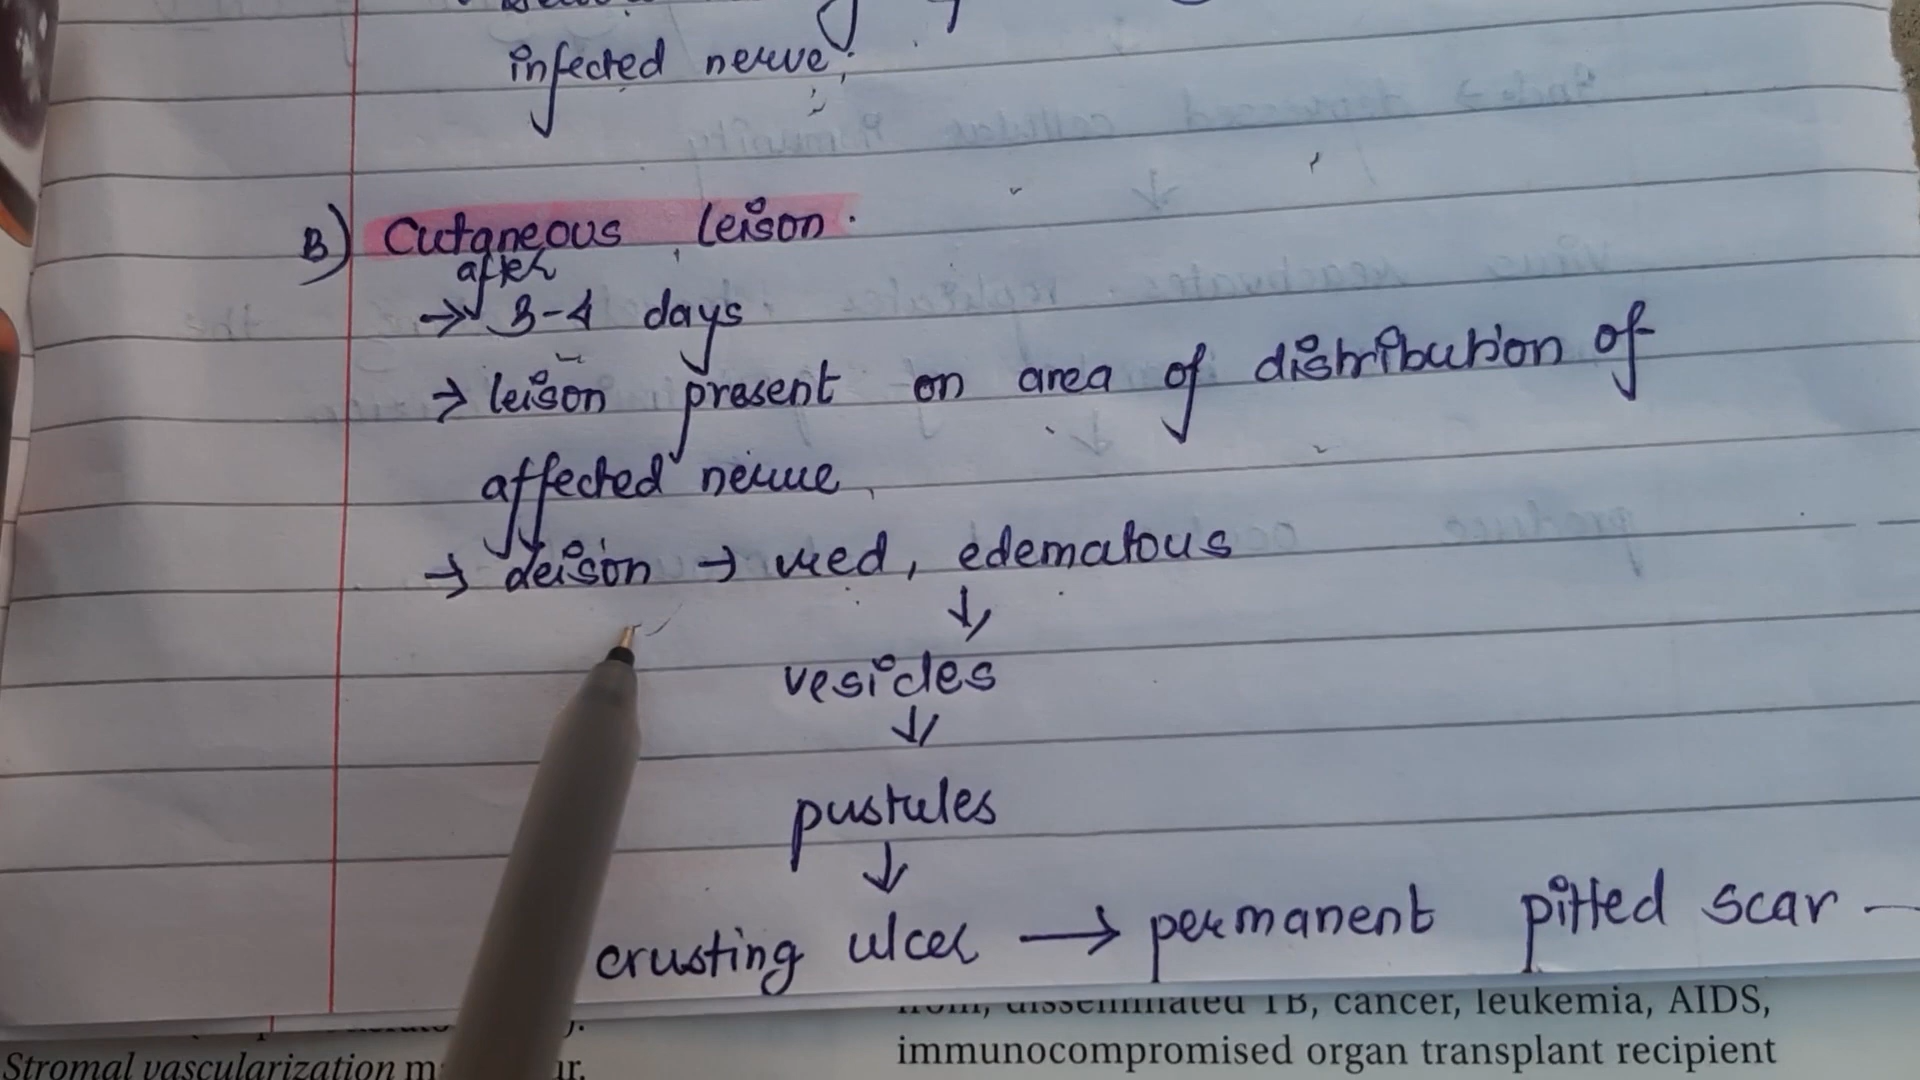 infected nerve.
B) Cutaneous leison.
after
→ 3-4 days
→ leison present on area of distribution of
affected nerve
→ leison → red, edematous
↓
vesicles
↓
pustules
↓
crusting ulcer → permanent pitted scar
disseminated TB, cancer, leukemia, AIDS,
Stromal vascularization
immunocompromised organ transplant recipient